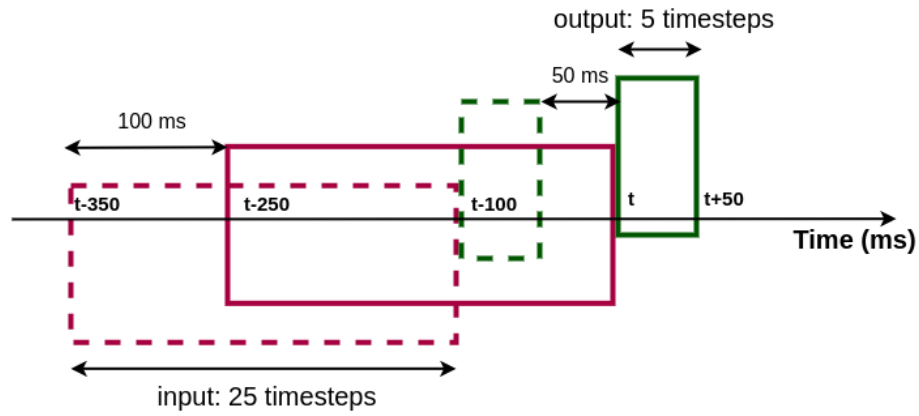 output: 5 timesteps
50 ms
100 ms
t-350
t-250
t-100
t
t+50
Time (ms)
input: 25 timesteps